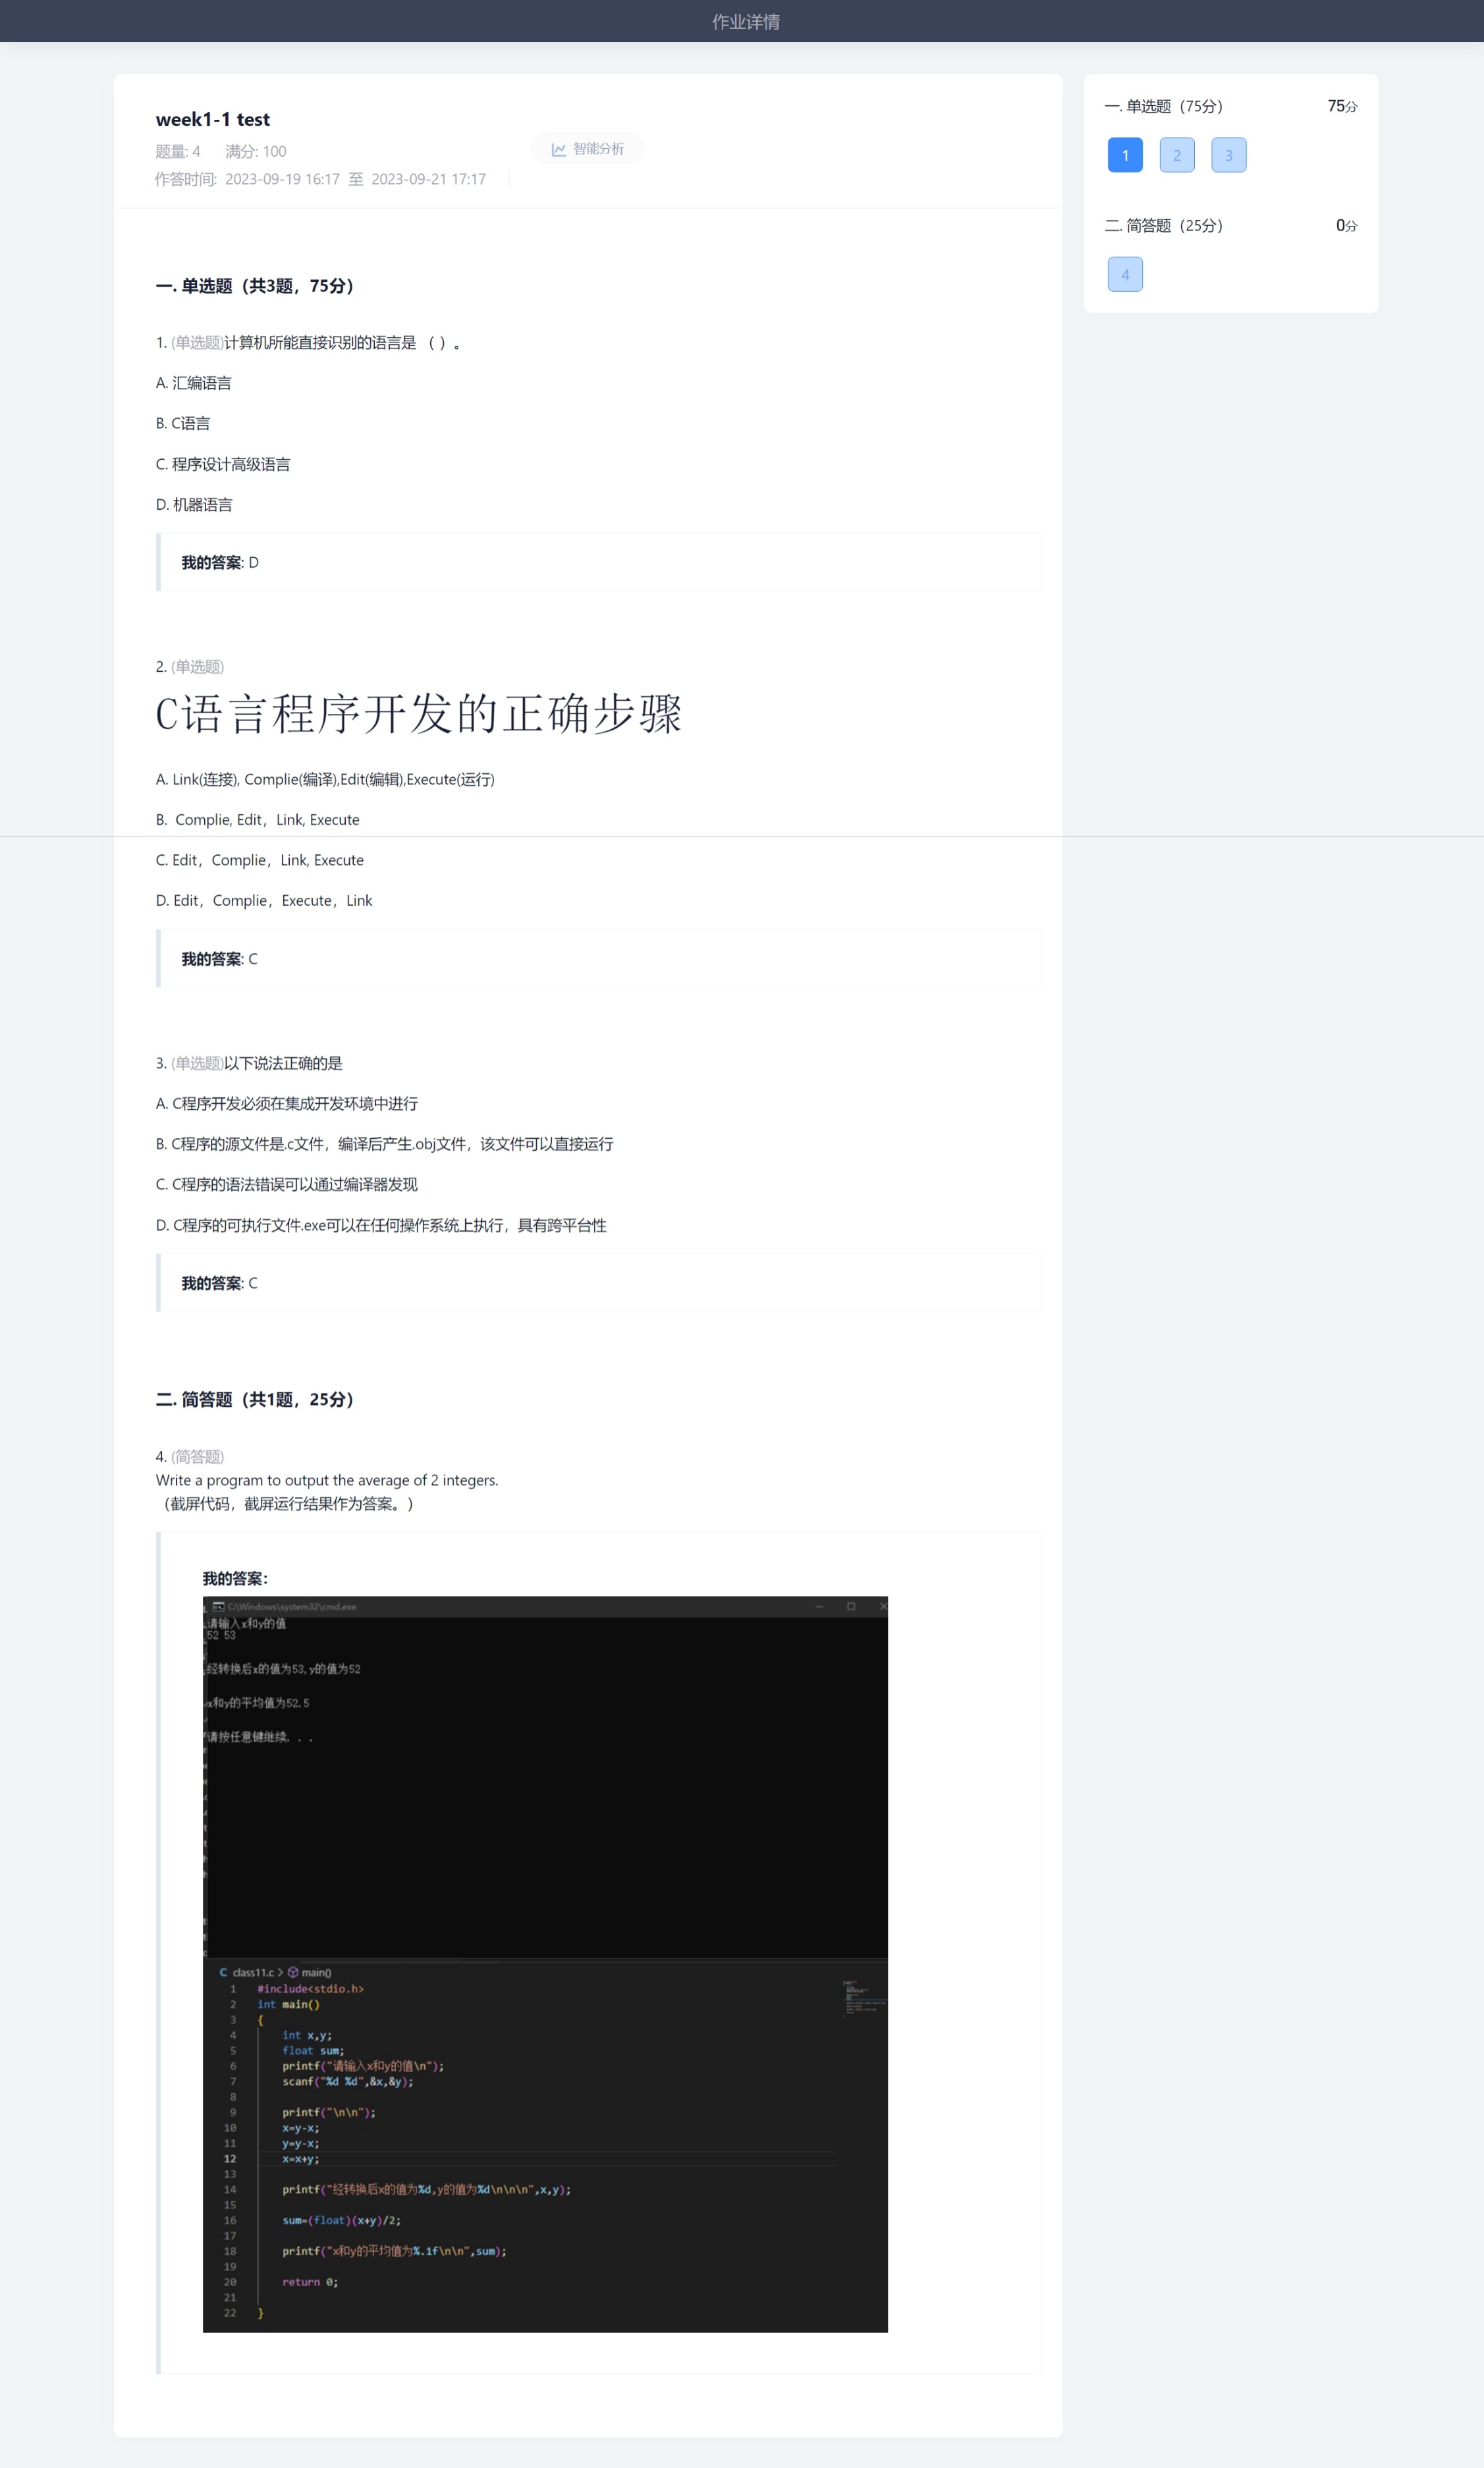 作业详情
week1-1 test
题量: 4 满分: 100
作答时间: 2023-09-19 16:17 至 2023-09-21 17:17
智能分析
一. 单选题（75分） 75分
1 2 3
二. 简答题（25分） 0分
4
一. 单选题（共3题，75分）
1. (单选题)计算机所能直接识别的语言是 （ ）。
A. 汇编语言
B. C语言
C. 程序设计高级语言
D. 机器语言
我的答案: D
2. (单选题)
C语言程序开发的正确步骤
A. Link(连接), Complie(编译),Edit(编辑),Execute(运行)
B. Complie, Edit，Link, Execute
C. Edit，Complie，Link, Execute
D. Edit，Complie，Execute，Link
我的答案: C
3. (单选题)以下说法正确的是
A. C程序开发必须在集成开发环境中进行
B. C程序的源文件是.c文件，编译后产生.obj文件，该文件可以直接运行
C. C程序的语法错误可以通过编译器发现
D. C程序的可执行文件.exe可以在任何操作系统上执行，具有跨平台性
我的答案: C
二. 简答题（共1题，25分）
4. (简答题)
Write a program to output the average of 2 integers.
（截屏代码，截屏运行结果作为答案。）
我的答案：
C:\Windows\system32\cmd.exe
请输入x和y的值
52 53
经转换后x的值为53,y的值为52
x和y的平均值为52.5
请按任意键继续. . .
C class11.c > main()
1 #include<stdio.h>
2 int main()
3 {
4 int x,y;
5 float sum;
6 printf("请输入x和y的值\n");
7 scanf("%d %d",&x,&y);
8
9 printf("\n\n");
10 x=y-x;
11 y=y-x;
12 x=x+y;
13
14 printf("经转换后x的值为%d,y的值为%d\n\n\n",x,y);
15
16 sum=(float)(x+y)/2;
17
18 printf("x和y的平均值为%.1f\n\n",sum);
19
20 return 0;
21
22 }